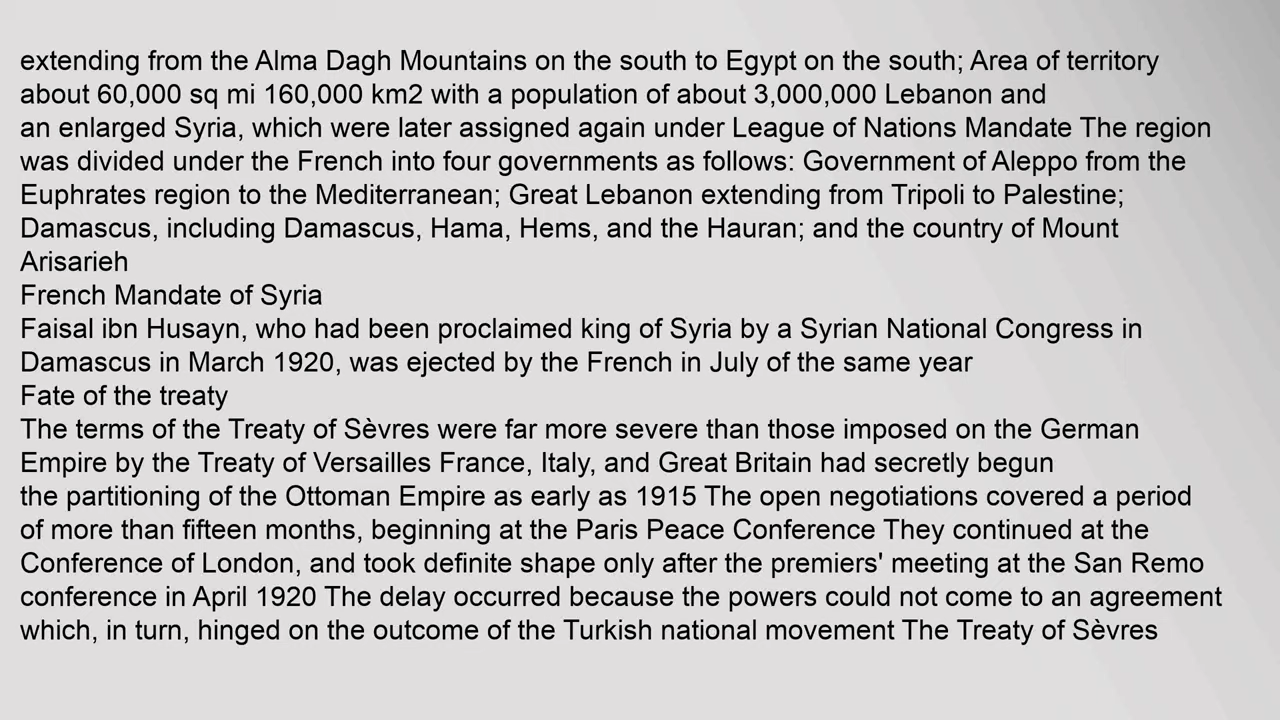 extending from the Alma Dagh Mountains on the south to Egypt on the south; Area of territory
about 60,000 sq mi 160,000 km2 with a population of about 3,000,000 Lebanon and
an enlarged Syria, which were later assigned again under League of Nations Mandate The region
was divided under the French into four governments as follows: Government of Aleppo from the
Euphrates region to the Mediterranean; Great Lebanon extending from Tripoli to Palestine;
Damascus, including Damascus, Hama, Hems, and the Hauran; and the country of Mount
Arisarieh
French Mandate of Syria
Faisal ibn Husayn, who had been proclaimed king of Syria by a Syrian National Congress in
Damascus in March 1920, was ejected by the French in July of the same year
Fate of the treaty
The terms of the Treaty of Sèvres were far more severe than those imposed on the German
Empire by the Treaty of Versailles France, Italy, and Great Britain had secretly begun
the partitioning of the Ottoman Empire as early as 1915 The open negotiations covered a period
of more than fifteen months, beginning at the Paris Peace Conference They continued at the
Conference of London, and took definite shape only after the premiers' meeting at the San Remo
conference in April 1920 The delay occurred because the powers could not come to an agreement
which, in turn, hinged on the outcome of the Turkish national movement The Treaty of Sèvres